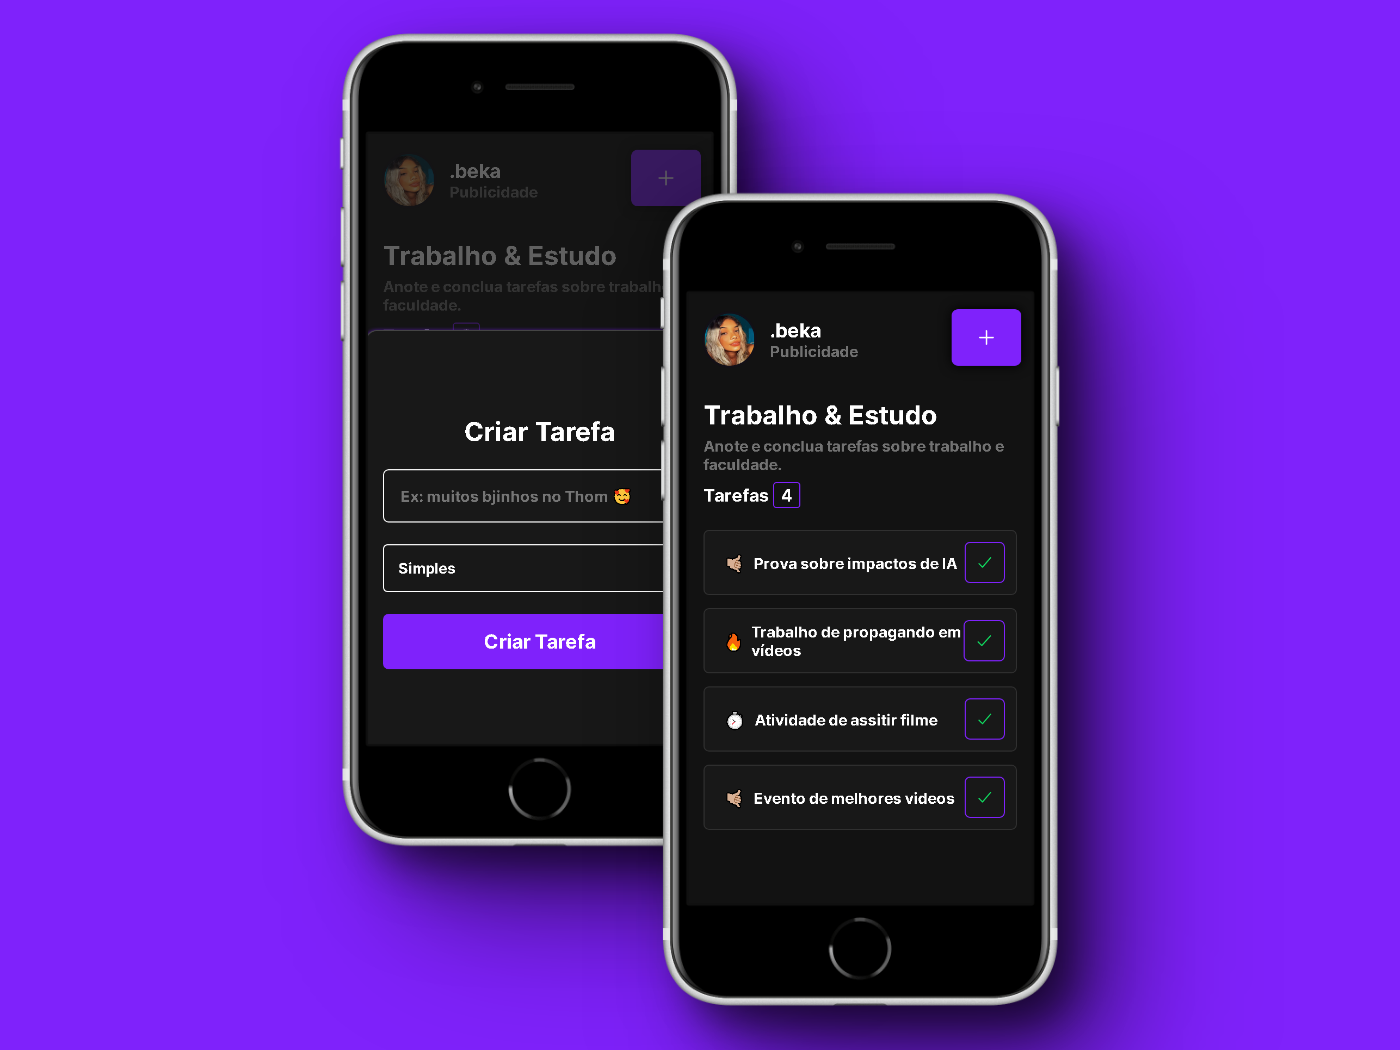 .beka
Publicidade
Trabalho & Estudo
Anote e conclua tarefas sobre trabalh
faculdade.
Criar Tarefa
Ex: muitos bjinhos no Thom 🥰
Simples
Criar Tarefa
.beka
Publicidade
Trabalho & Estudo
Anote e conclua tarefas sobre trabalho e
faculdade.
Tarefas 4
🤙🏼 Prova sobre impactos de IA
🔥 Trabalho de propagando em
vídeos
⏱️ Atividade de assitir filme
🤙🏼 Evento de melhores videos